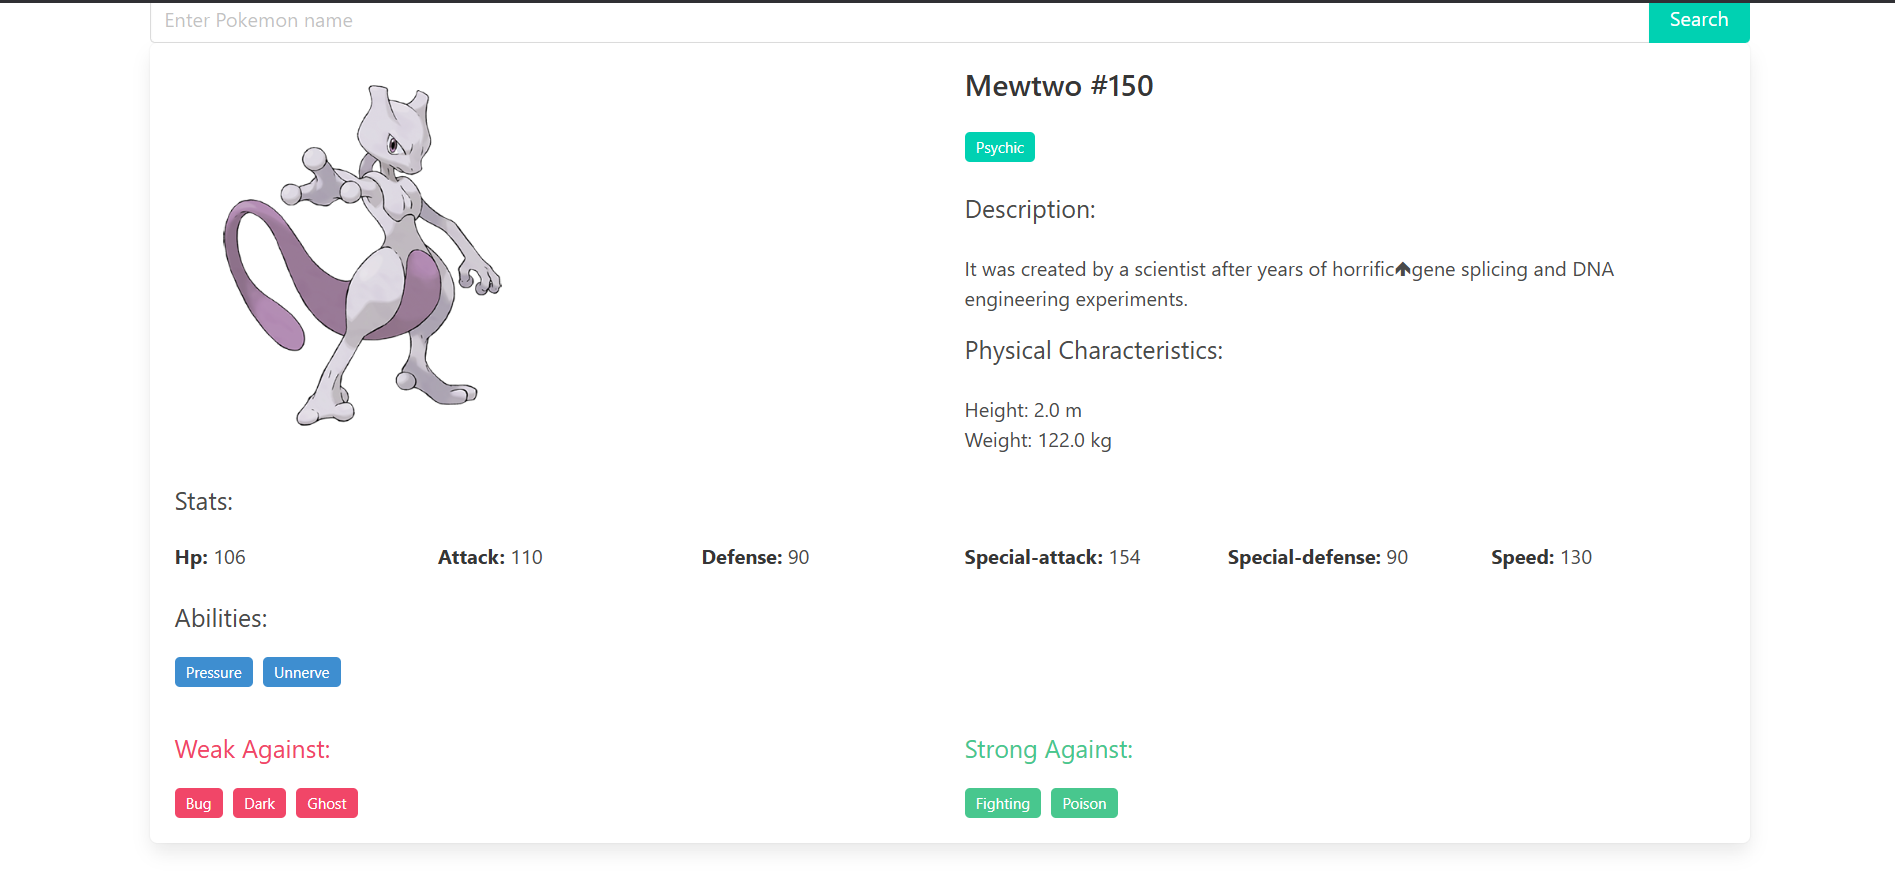 Enter Pokemon name
Search
Mewtwo #150
Psychic
Description:
It was created by a scientist after years of horrific🡹gene splicing and DNA
engineering experiments.
Physical Characteristics:
Height: 2.0 m
Weight: 122.0 kg
Stats:
Hp: 106 Attack: 110 Defense: 90 Special-attack: 154 Special-defense: 90 Speed: 130
Abilities:
Pressure Unnerve
Weak Against:
Bug Dark Ghost
Strong Against:
Fighting Poison